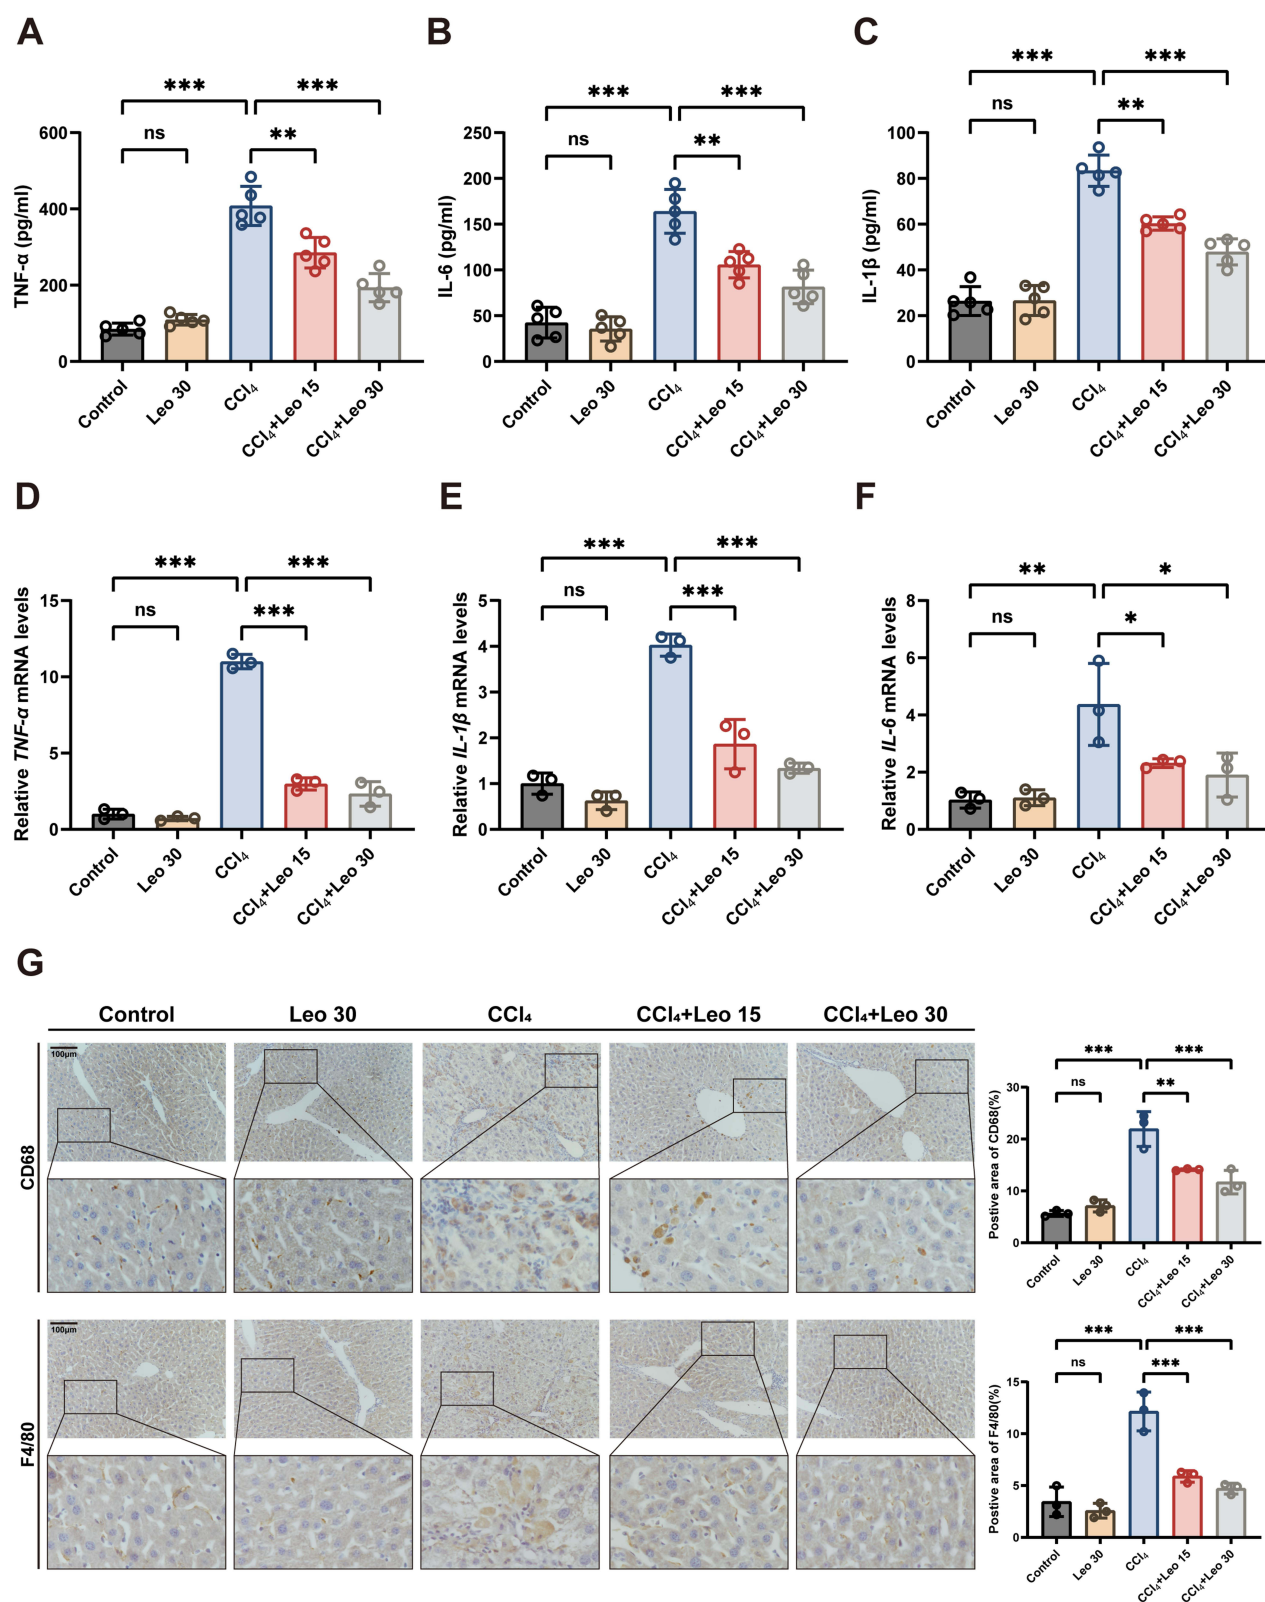 A
TNF-α (pg/ml)
600
400
200
0
***
***
ns
**
Control
Leo 30
CCl₄
CCl₄+Leo 15
CCl₄+Leo 30
B
IL-6 (pg/ml)
250
200
150
100
50
0
***
***
ns
**
Control
Leo 30
CCl₄
CCl₄+Leo 15
CCl₄+Leo 30
C
IL-1β (pg/ml)
100
80
60
40
20
0
***
***
ns
**
Control
Leo 30
CCl₄
CCl₄+Leo 15
CCl₄+Leo 30
D
Relative TNF-α mRNA levels
15
10
5
0
***
***
ns
***
Control
Leo 30
CCl₄
CCl₄+Leo 15
CCl₄+Leo 30
E
Relative IL-1β mRNA levels
5
4
3
2
1
0
***
***
ns
***
Control
Leo 30
CCl₄
CCl₄+Leo 15
CCl₄+Leo 30
F
Relative IL-6 mRNA levels
8
6
4
2
0
**
*
ns
*
Control
Leo 30
CCl₄
CCl₄+Leo 15
CCl₄+Leo 30
G
Control
Leo 30
CCl₄
CCl₄+Leo 15
CCl₄+Leo 30
CD68
100μm
Postive area of CD68(%)
30
20
10
0
***
***
ns
**
Control
Leo 30
CCl₄
CCl₄+Leo 15
CCl₄+Leo 30
F4/80
100μm
Postive area of F4/80(%)
15
10
5
0
***
***
ns
***
Control
Leo 30
CCl₄
CCl₄+Leo 15
CCl₄+Leo 30